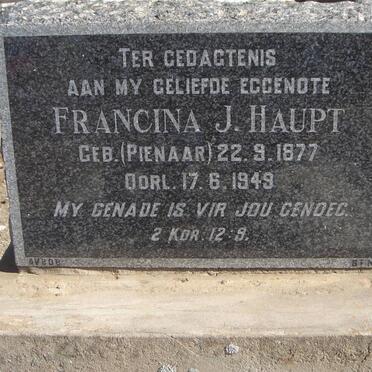 TER GEDAGTENIS
AAN MY GELIEFDE EGGENOTE
FRANCINA J. HAUPT
GEB. (PIENAAR) 22. 9. 1877
OORL. 17. 6. 1949
MY GENADE IS VIR JOU GENOEG.
2 KOR 12:9.